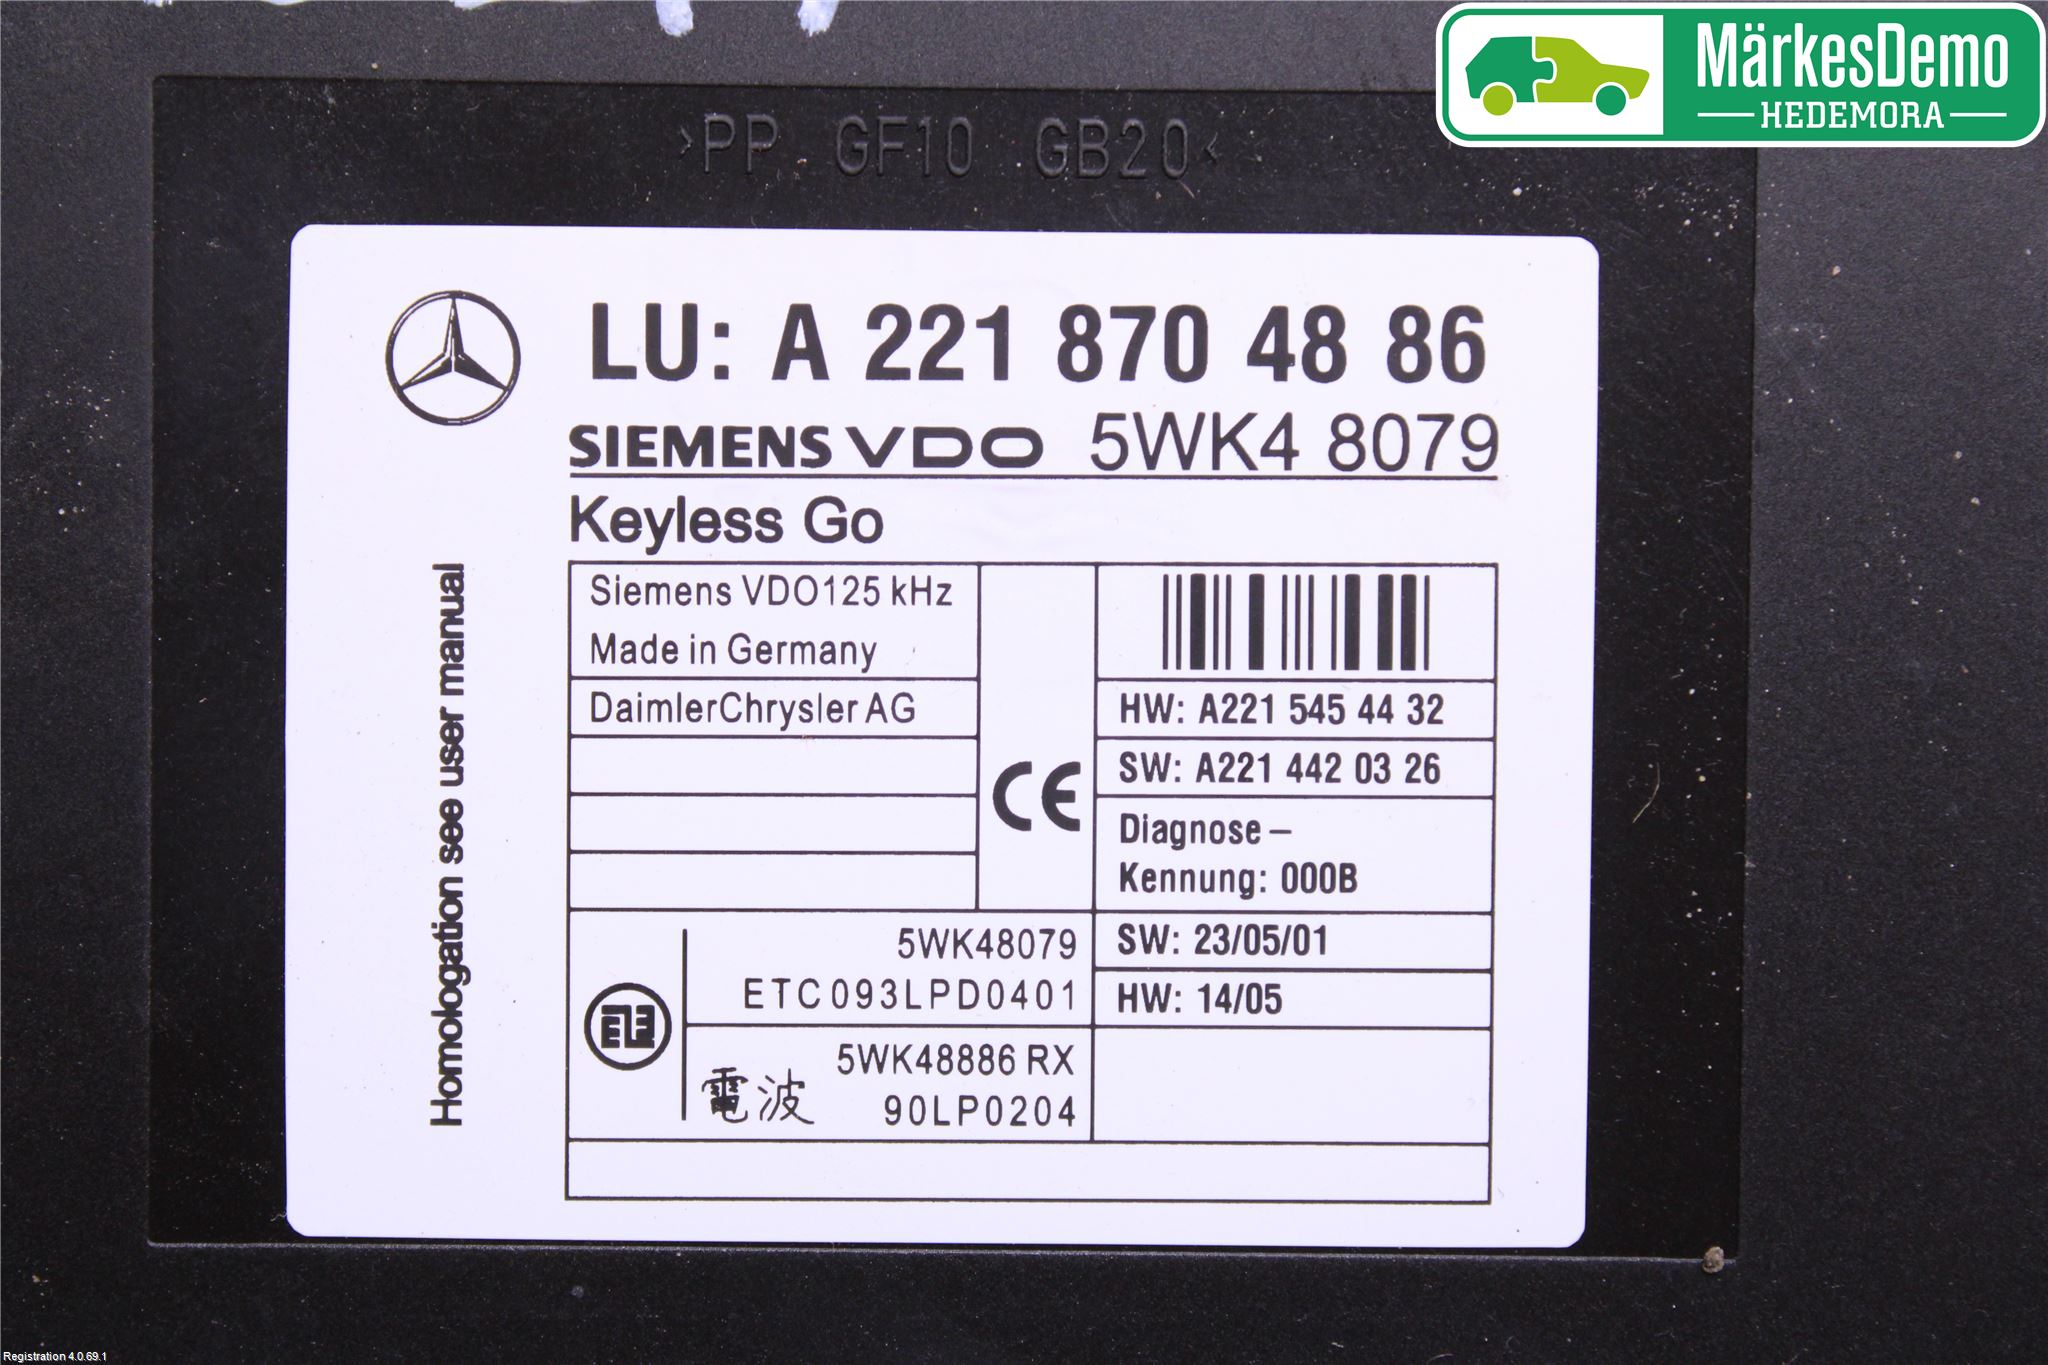 MärkesDemo
HEDEMORA
>PP GF10 GB20<
LU: A 221 870 48 86
SIEMENS VDO 5WK4 8079
Keyless Go
Siemens VDO125 kHz
Made in Germany
DaimlerChrysler AG
CE
HW: A221 545 44 32
SW: A221 442 03 26
Diagnose –
Kennung: 000B
SW: 23/05/01
HW: 14/05
5WK48079
ETC093LPD0401
5WK48886 RX
電波 90LP0204
Homologation see user manual
Registration 4.0.69.1